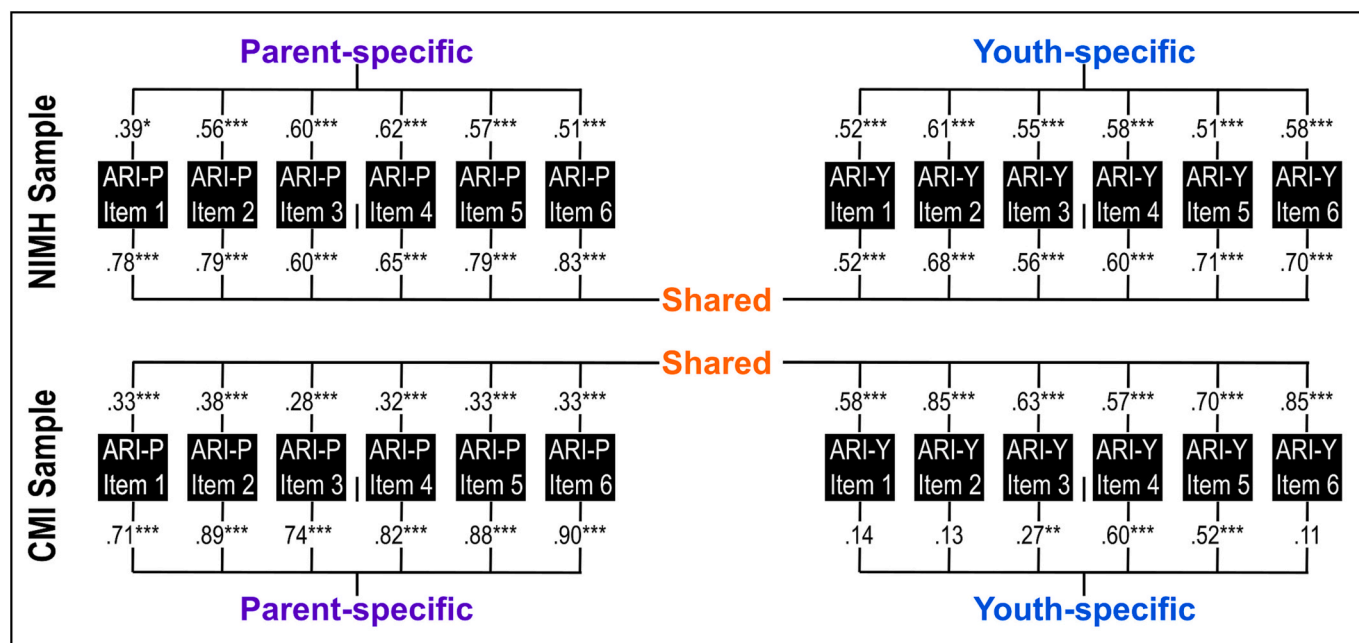 NIMH Sample
Parent-specific Youth-specific
.39* .56*** .60*** .62*** .57*** .51*** .52*** .61*** .55*** .58*** .51*** .58***
ARI-P ARI-P ARI-P ARI-P ARI-P ARI-P ARI-Y ARI-Y ARI-Y ARI-Y ARI-Y ARI-Y
Item 1 Item 2 Item 3 Item 4 Item 5 Item 6 Item 1 Item 2 Item 3 Item 4 Item 5 Item 6
.78*** .79*** .60*** .65*** .79*** .83*** .52*** .68*** .56*** .60*** .71*** .70***
Shared
CMI Sample
Shared
.33*** .38*** .28*** .32*** .33*** .33*** .58*** .85*** .63*** .57*** .70*** .85***
ARI-P ARI-P ARI-P ARI-P ARI-P ARI-P ARI-Y ARI-Y ARI-Y ARI-Y ARI-Y ARI-Y
Item 1 Item 2 Item 3 Item 4 Item 5 Item 6 Item 1 Item 2 Item 3 Item 4 Item 5 Item 6
.71*** .89*** 74*** .82*** .88*** .90*** .14 .13 .27** .60*** .52*** .11
Parent-specific Youth-specific